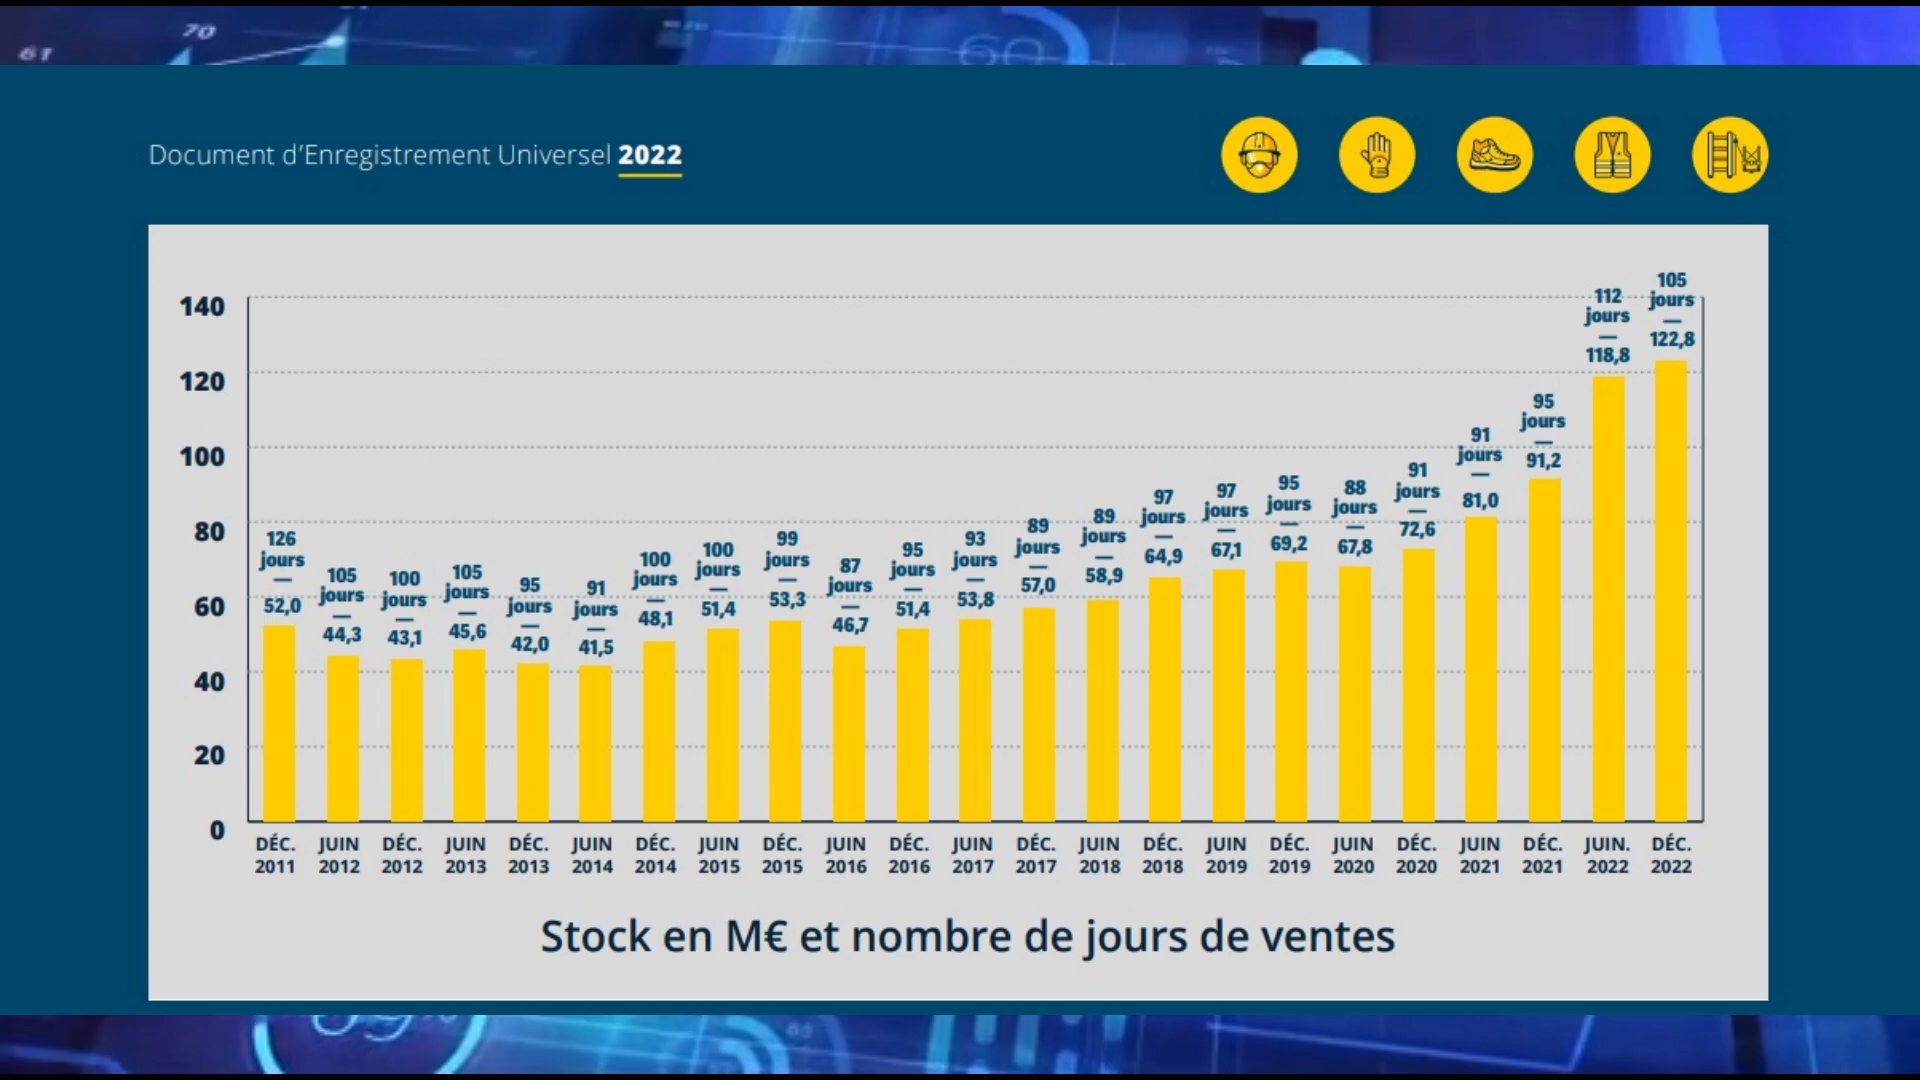 61
70
60
Document d'Enregistrement Universel 2022
140
120
100
80
60
40
20
0
126 jours — 52,0
105 jours — 44,3
100 jours — 43,1
105 jours — 45,6
95 jours — 42,0
91 jours — 41,5
100 jours — 48,1
100 jours — 51,4
99 jours — 53,3
87 jours — 46,7
95 jours — 51,4
93 jours — 53,8
89 jours — 57,0
89 jours — 58,9
97 jours — 64,9
97 jours — 67,1
95 jours — 69,2
88 jours — 67,8
91 jours — 72,6
91 jours — 81,0
95 jours — 91,2
112 jours — 118,8
105 jours — 122,8
DÉC. 2011
JUIN 2012
DÉC. 2012
JUIN 2013
DÉC. 2013
JUIN 2014
DÉC. 2014
JUIN 2015
DÉC. 2015
JUIN 2016
DÉC. 2016
JUIN 2017
DÉC. 2017
JUIN 2018
DÉC. 2018
JUIN 2019
DÉC. 2019
JUIN 2020
DÉC. 2020
JUIN 2021
DÉC. 2021
JUIN. 2022
DÉC. 2022
Stock en M€ et nombre de jours de ventes